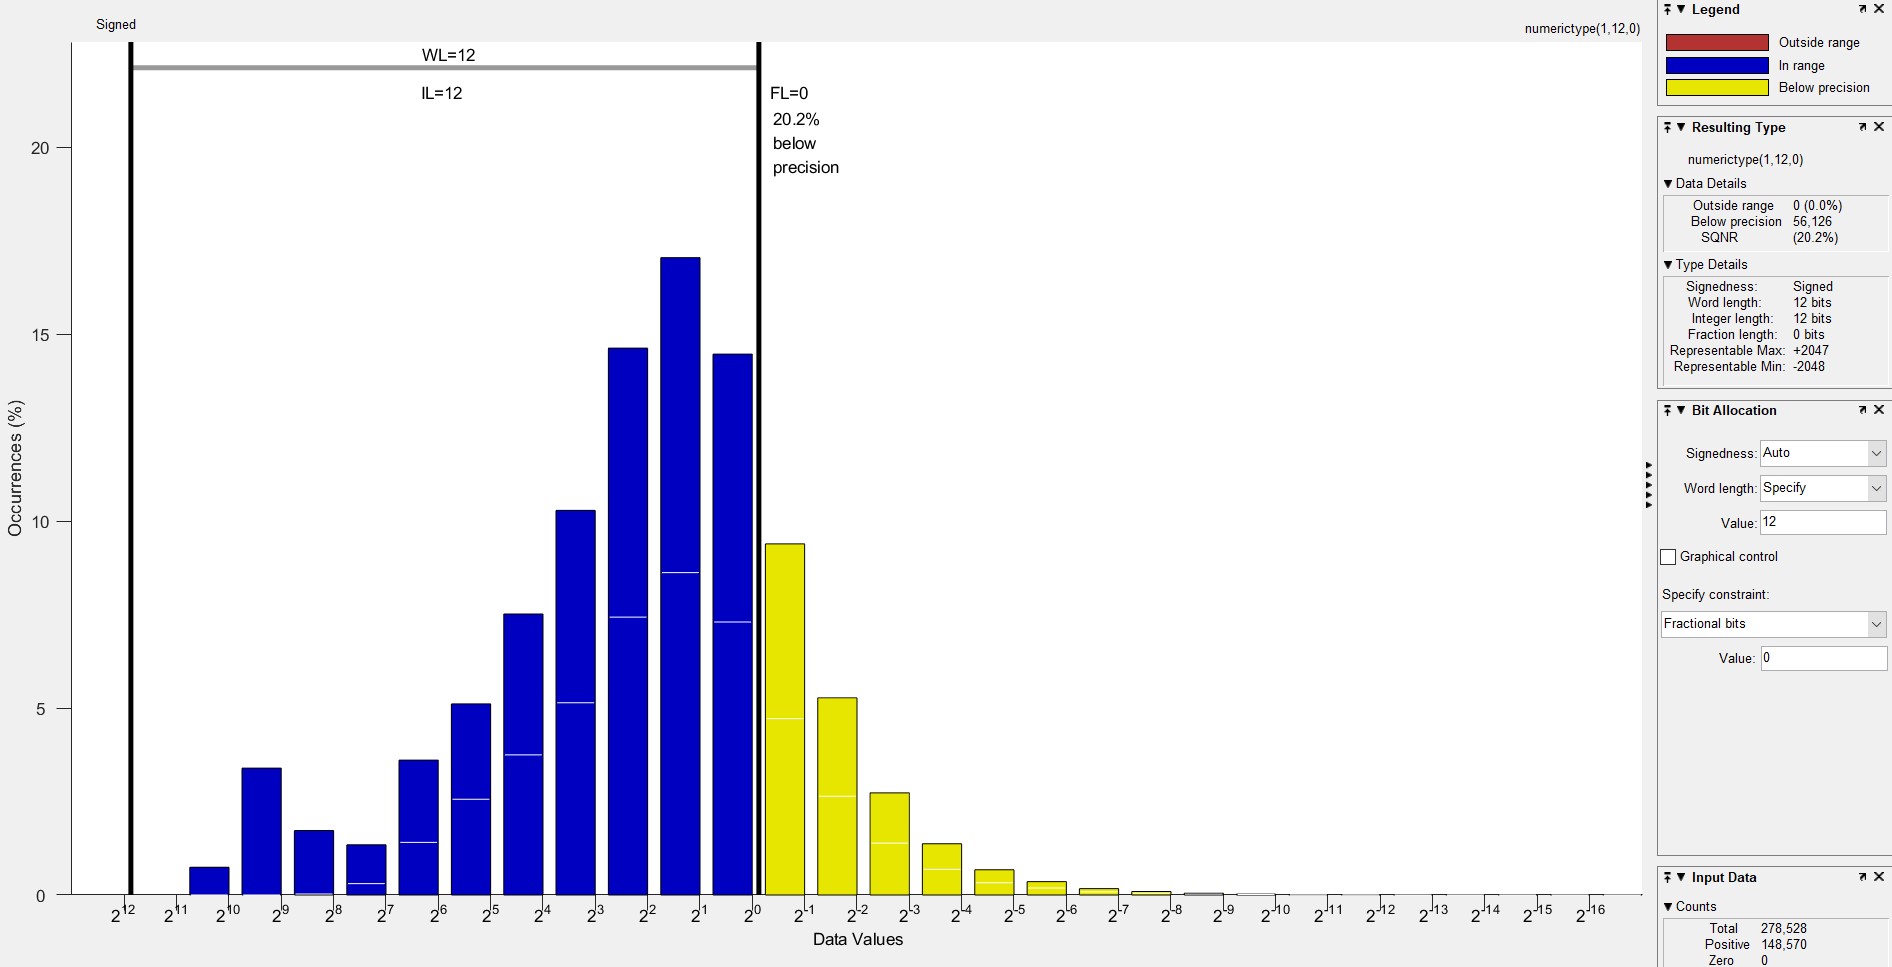 Signed
numerictype(1,12,0)
WL=12
IL=12
FL=0
20.2%
below
precision
20
15
10
5
0
Occurrences (%)
2^12 2^11 2^10 2^9 2^8 2^7 2^6 2^5 2^4 2^3 2^2 2^1 2^0 2^-1 2^-2 2^-3 2^-4 2^-5 2^-6 2^-7 2^-8 2^-9 2^-10 2^-11 2^-12 2^-13 2^-14 2^-15 2^-16
Data Values
Legend
Outside range
In range
Below precision
Resulting Type
numerictype(1,12,0)
Data Details
Outside range 0 (0.0%)
Below precision 56,126
SQNR (20.2%)
Type Details
Signedness: Signed
Word length: 12 bits
Integer length: 12 bits
Fraction length: 0 bits
Representable Max: +2047
Representable Min: -2048
Bit Allocation
Signedness: Auto
Word length: Specify
Value: 12
Graphical control
Specify constraint:
Fractional bits
Value: 0
Input Data
Counts
Total 278,528
Positive 148,570
Zero 0